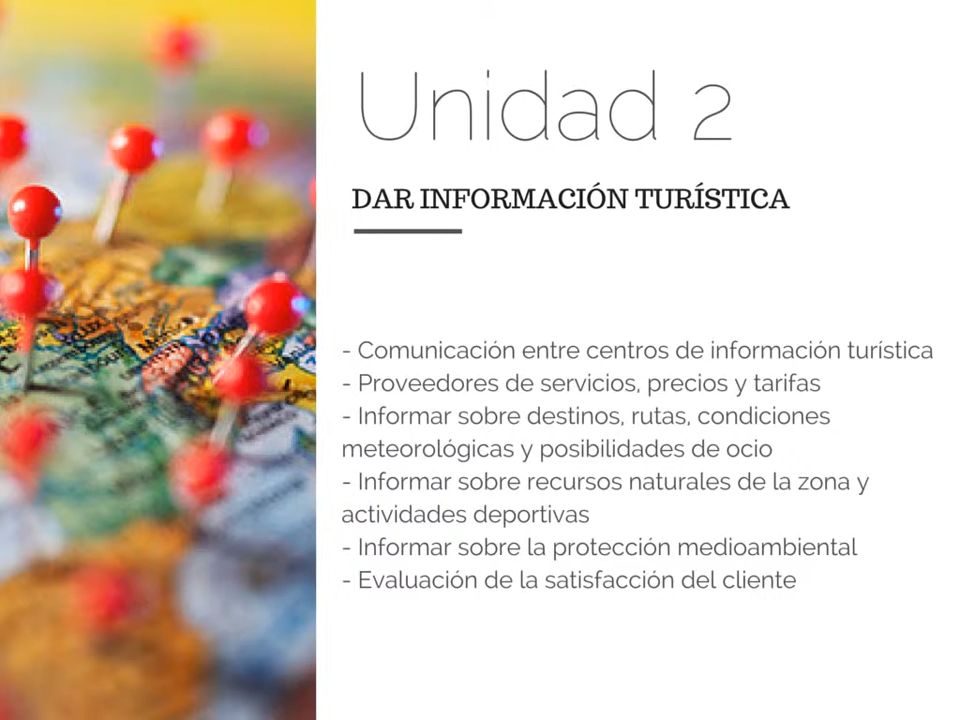 Unidad 2
DAR INFORMACIÓN TURÍSTICA
- Comunicación entre centros de información turística
- Proveedores de servicios, precios y tarifas
- Informar sobre destinos, rutas, condiciones
meteorológicas y posibilidades de ocio
- Informar sobre recursos naturales de la zona y
actividades deportivas
- Informar sobre la protección medioambiental
- Evaluación de la satisfacción del cliente